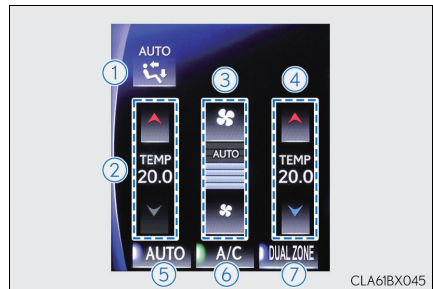 AUTO
1
3
4
2
TEMP
20.0
AUTO
TEMP
20.0
AUTO
A/C
DUAL ZONE
5
6
7
CLA61BX045